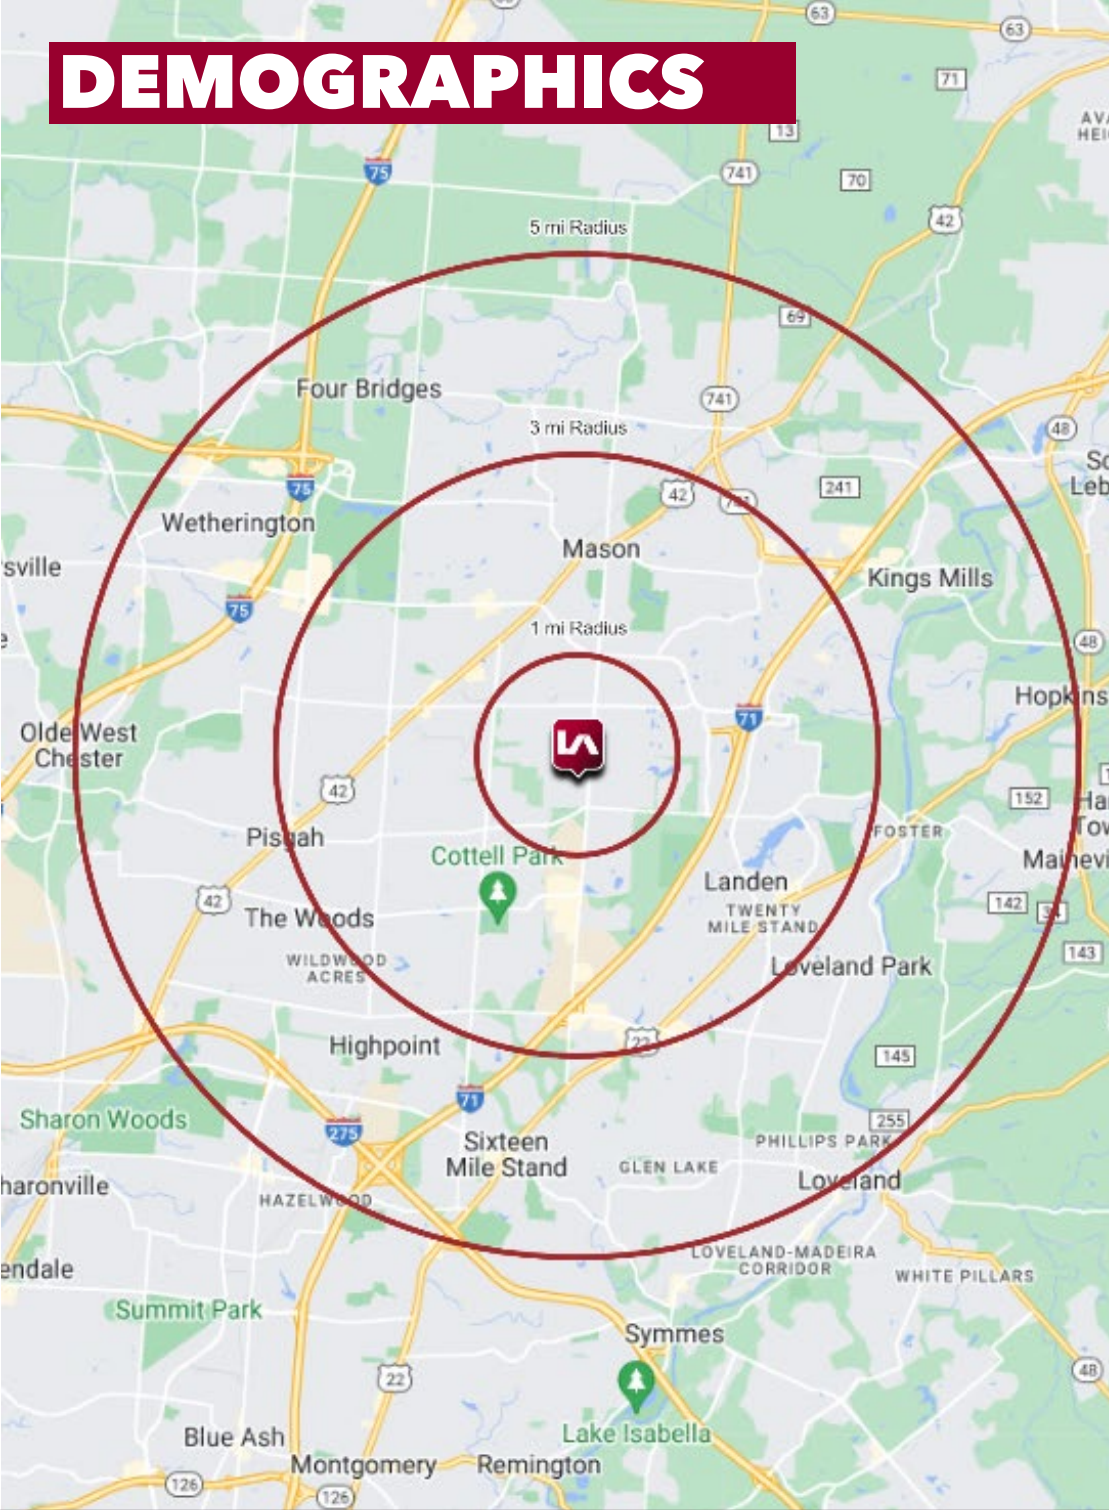 63
63
DEMOGRAPHICS
71
13
75
741
70
42
5 mi Radius
69
Four Bridges
741
3 mi Radius
48
75
42
241
Wetherington
Mason
sville
Kings Mills
75
1 mi Radius
48
Hopkins
71
Olde West
Chester
42
152
Pisgah
FOSTER
Cottell Park
Landen
42
TWENTY
MILE STAND
142
The Woods
143
WILDWOOD
ACRES
Loveland Park
22
Highpoint
145
71
Sharon Woods
275
255
Sixteen
Mile Stand
PHILLIPS PARK
GLEN LAKE
haronville
Loveland
HAZELWOOD
LOVELAND-MADEIRA
CORRIDOR
endale
WHITE PILLARS
Summit Park
Symmes
22
48
Lake Isabella
Blue Ash
Montgomery
Remington
126
126